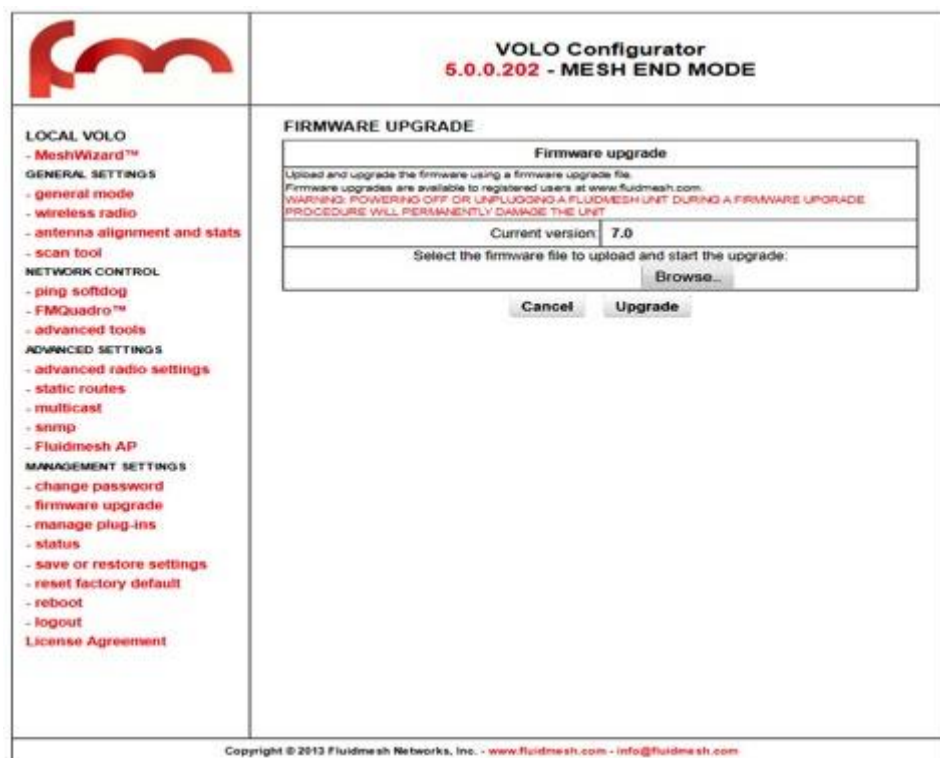 fm
VOLO Configurator
5.0.0.202 - MESH END MODE
LOCAL VOLO
- MeshWizard™
GENERAL SETTINGS
- general mode
- wireless radio
- antenna alignment and stats
- scan tool
NETWORK CONTROL
- ping softdog
- FMQuadro™
- advanced tools
ADVANCED SETTINGS
- advanced radio settings
- static routes
- multicast
- snmp
- Fluidmesh AP
MANAGEMENT SETTINGS
- change password
- firmware upgrade
- manage plug-ins
- status
- save or restore settings
- reset factory default
- reboot
- logout
License Agreement
FIRMWARE UPGRADE
Firmware upgrade
Upload and upgrade the firmware using a firmware upgrade file.
Firmware upgrades are available to registered users at www.fluidmesh.com.
WARNING: POWERING OFF OR UNPLUGGING A FLUIDMESH UNIT DURING A FIRMWARE UPGRADE
PROCEDURE WILL PERMANENTLY DAMAGE THE UNIT
Current version: 7.0
Select the firmware file to upload and start the upgrade:
Browse...
Cancel Upgrade
Copyright © 2013 Fluidmesh Networks, Inc. - www.fluidmesh.com - info@fluidmesh.com